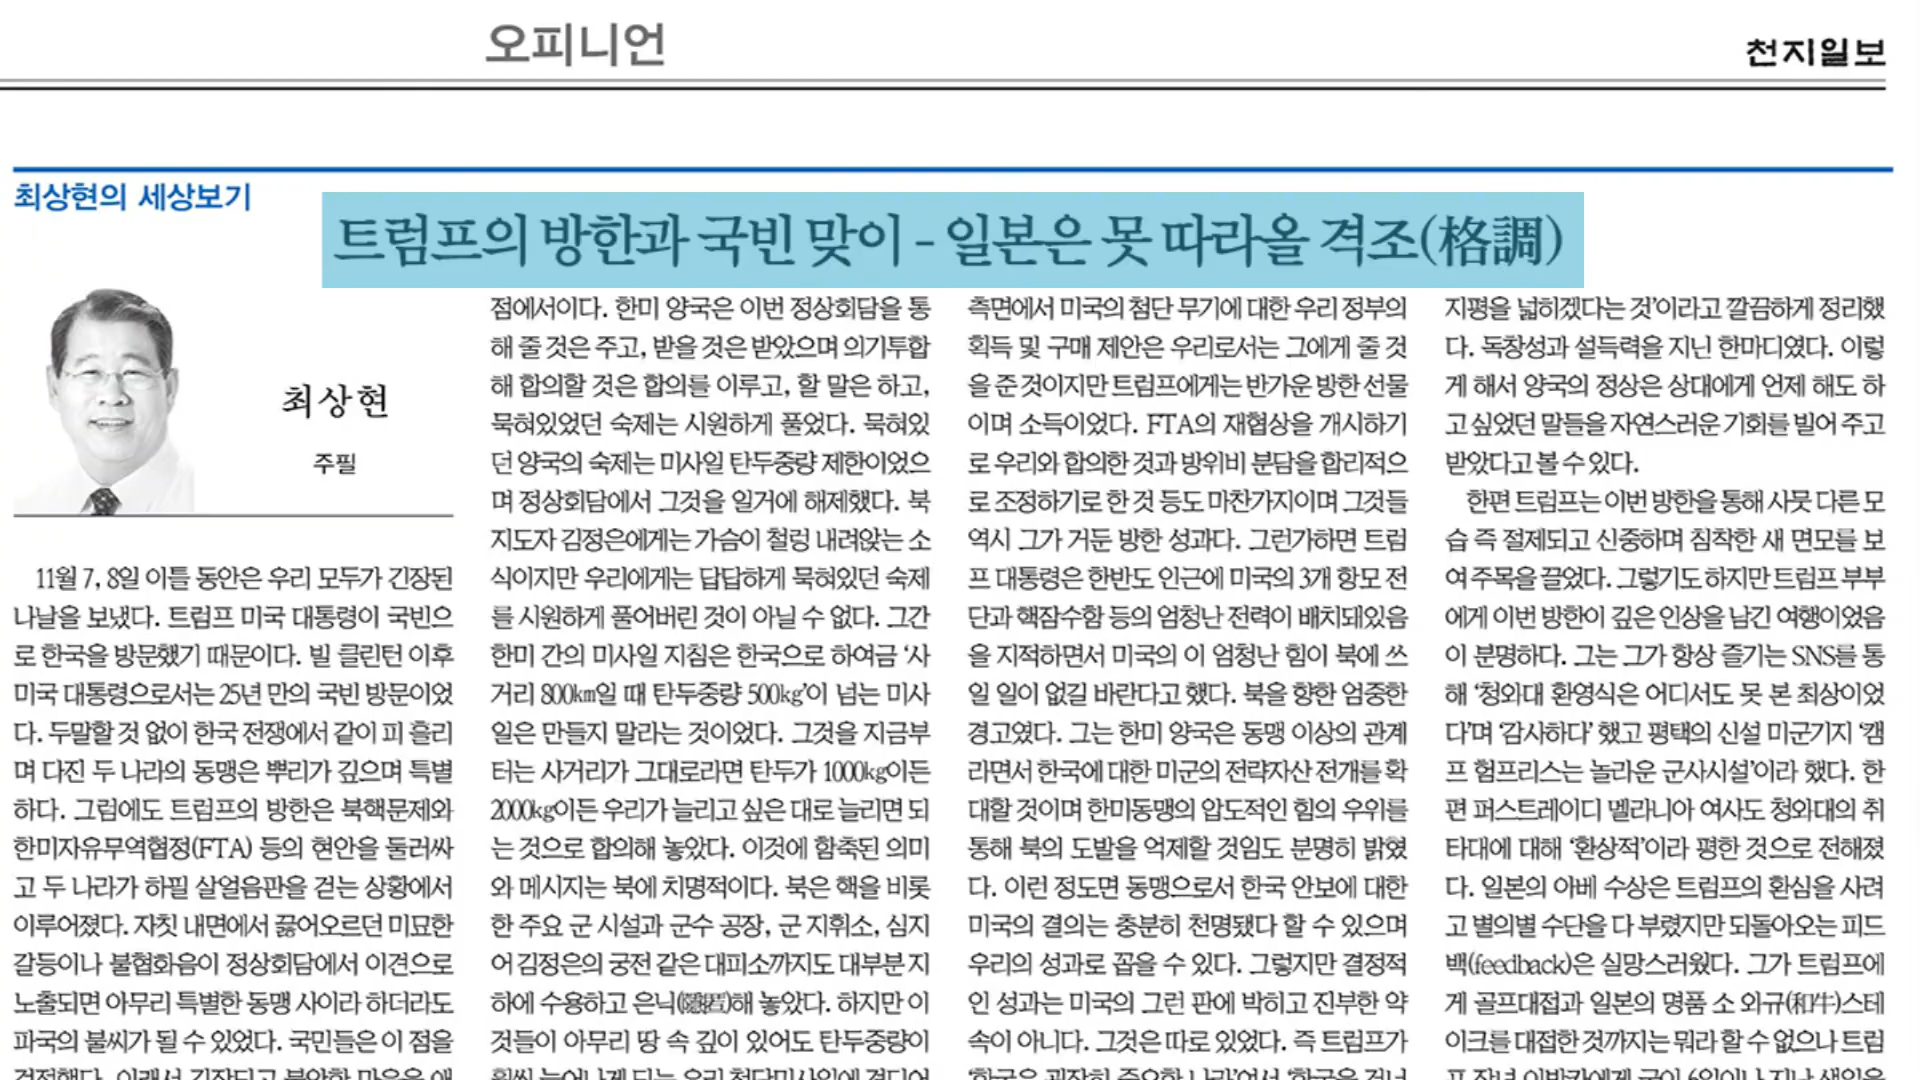 오피니언
천지일보
최상현의 세상보기
트럼프의 방한과 국빈 맞이 - 일본은 못 따라올 격조(格調)
최상현
주필
11월 7, 8일 이틀 동안은 우리 모두가 긴장된
나날을 보냈다. 트럼프 미국 대통령이 국빈으
로 한국을 방문했기 때문이다. 빌 클린턴 이후
미국 대통령으로서는 25년 만의 국빈 방문이었
다. 두말할 것 없이 한국 전쟁에서 같이 피 흘리
며 다진 두 나라의 동맹은 뿌리가 깊으며 특별
하다. 그럼에도 트럼프의 방한은 북핵문제와
한미자유무역협정(FTA) 등의 현안을 둘러싸
고 두 나라가 하필 살얼음판을 걷는 상황에서
이루어졌다. 자칫 내면에서 끓어오르던 미묘한
갈등이나 불협화음이 정상회담에서 이견으로
노출되면 아무리 특별한 동맹 사이라 하더라도
파국의 불씨가 될 수 있었다. 국민들은 이 점을
점에서이다. 한미 양국은 이번 정상회담을 통
해 줄 것은 주고, 받을 것은 받았으며 의기투합
해 합의할 것은 합의를 이루고, 할 말은 하고,
묵혀있었던 숙제는 시원하게 풀었다. 묵혀있
던 양국의 숙제는 미사일 탄두중량 제한이었으
며 정상회담에서 그것을 일거에 해제했다. 북
지도자 김정은에게는 가슴이 철렁 내려앉는 소
식이지만 우리에게는 답답하게 묵혀있던 숙제
를 시원하게 풀어버린 것이 아닐 수 없다. 그간
한미 간의 미사일 지침은 한국으로 하여금 ‘사
거리 800㎞일 때 탄두중량 500㎏’이 넘는 미사
일은 만들지 말라는 것이었다. 그것을 지금부
터는 사거리가 그대로라면 탄두가 1000㎏이든
2000㎏이든 우리가 늘리고 싶은 대로 늘리면 되
는 것으로 합의해 놓았다. 이것에 함축된 의미
와 메시지는 북에 치명적이다. 북은 핵을 비롯
한 주요 군 시설과 군수 공장, 군 지휘소, 심지
어 김정은의 궁전 같은 대피소까지도 대부분 지
하에 수용하고 은닉해 놓았다. 하지만 이
것들이 아무리 땅 속 깊이 있어도 탄두중량이
측면에서 미국의 첨단 무기에 대한 우리 정부의
획득 및 구매 제안은 우리로서는 그에게 줄 것
을 준 것이지만 트럼프에게는 반가운 방한 선물
이며 소득이었다. FTA의 재협상을 개시하기
로 우리와 합의한 것과 방위비 분담을 합리적으
로 조정하기로 한 것 등도 마찬가지이며 그것들
역시 그가 거둔 방한 성과다. 그런가하면 트럼
프 대통령은 한반도 인근에 미국의 3개 항모 전
단과 핵잠수함 등의 엄청난 전력이 배치돼있음
을 지적하면서 미국의 이 엄청난 힘이 북에 쓰
일 일이 없길 바란다고 했다. 북을 향한 엄중한
경고였다. 그는 한미 양국은 동맹 이상의 관계
라면서 한국에 대한 미군의 전략자산 전개를 확
대할 것이며 한미동맹의 압도적인 힘의 우위를
통해 북의 도발을 억제할 것임도 분명히 밝혔
다. 이런 정도면 동맹으로서 한국 안보에 대한
미국의 결의는 충분히 천명됐다 할 수 있으며
우리의 성과로 꼽을 수 있다. 그렇지만 결정적
인 성과는 미국의 그런 판에 박히고 진부한 약
속이 아니다. 그것은 따로 있었다. 즉 트럼프가
지평을 넓히겠다는 것’이라고 깔끔하게 정리했
다. 독창성과 설득력을 지닌 한마디였다. 이렇
게 해서 양국의 정상은 상대에게 언제 해도 하
고 싶었던 말들을 자연스러운 기회를 빌어 주고
받았다고 볼 수 있다.
한편 트럼프는 이번 방한을 통해 사뭇 다른 모
습 즉 절제되고 신중하며 침착한 새 면모를 보
여 주목을 끌었다. 그렇기도 하지만 트럼프 부부
에게 이번 방한이 깊은 인상을 남긴 여행이었음
이 분명하다. 그는 그가 항상 즐기는 SNS를 통
해 ‘청와대 환영식은 어디서도 못 본 최상이었
다’며 ‘감사하다’ 했고 평택의 신설 미군기지 ‘캠
프 험프리스는 놀라운 군사시설’이라 했다. 한
편 퍼스트레이디 멜라니아 여사도 청와대의 취
타대에 대해 ‘환상적’이라 평한 것으로 전해졌
다. 일본의 아베 수상은 트럼프의 환심을 사려
고 별의별 수단을 다 부렸지만 되돌아오는 피드
백(feedback)은 실망스러웠다. 그가 트럼프에
게 골프대접과 일본의 명품 소 와규(和牛)스테
이크를 대접한 것까지는 뭐라 할 수 없으나 트럼